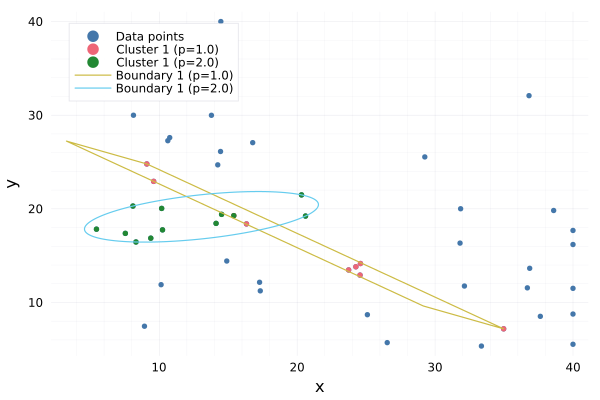 40
30
20
10
y
Data points
Cluster 1 (p=1.0)
Cluster 1 (p=2.0)
Boundary 1 (p=1.0)
Boundary 1 (p=2.0)
10 20 30 40
x